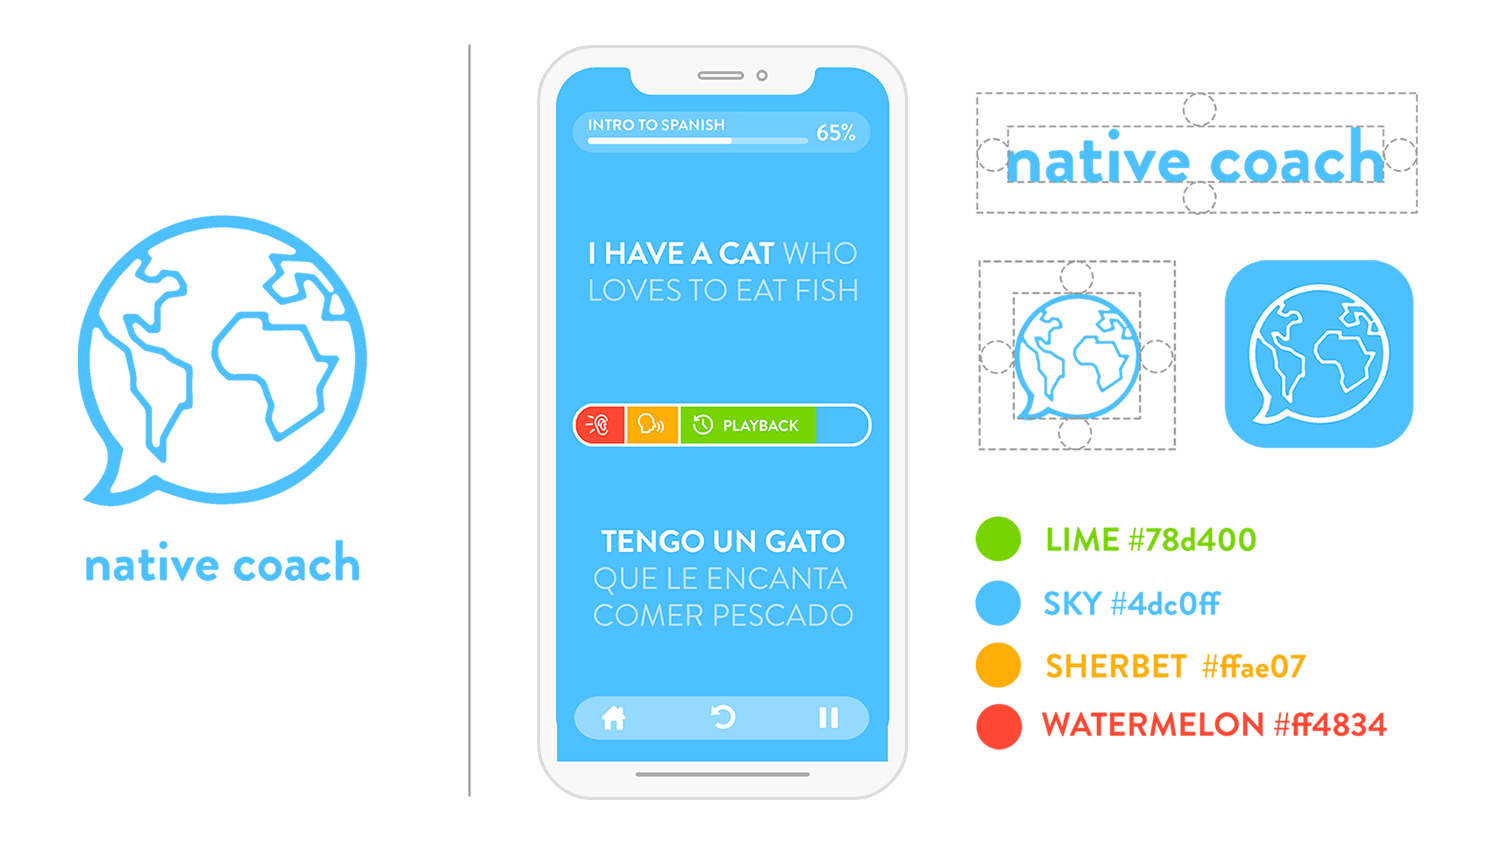 native coach
INTRO TO SPANISH
65%
I HAVE A CAT WHO
LOVES TO EAT FISH
PLAYBACK
TENGO UN GATO
QUE LE ENCANTA
COMER PESCADO
native coach
LIME #78d400
SKY #4dc0ff
SHERBET #ffae07
WATERMELON #ff4834